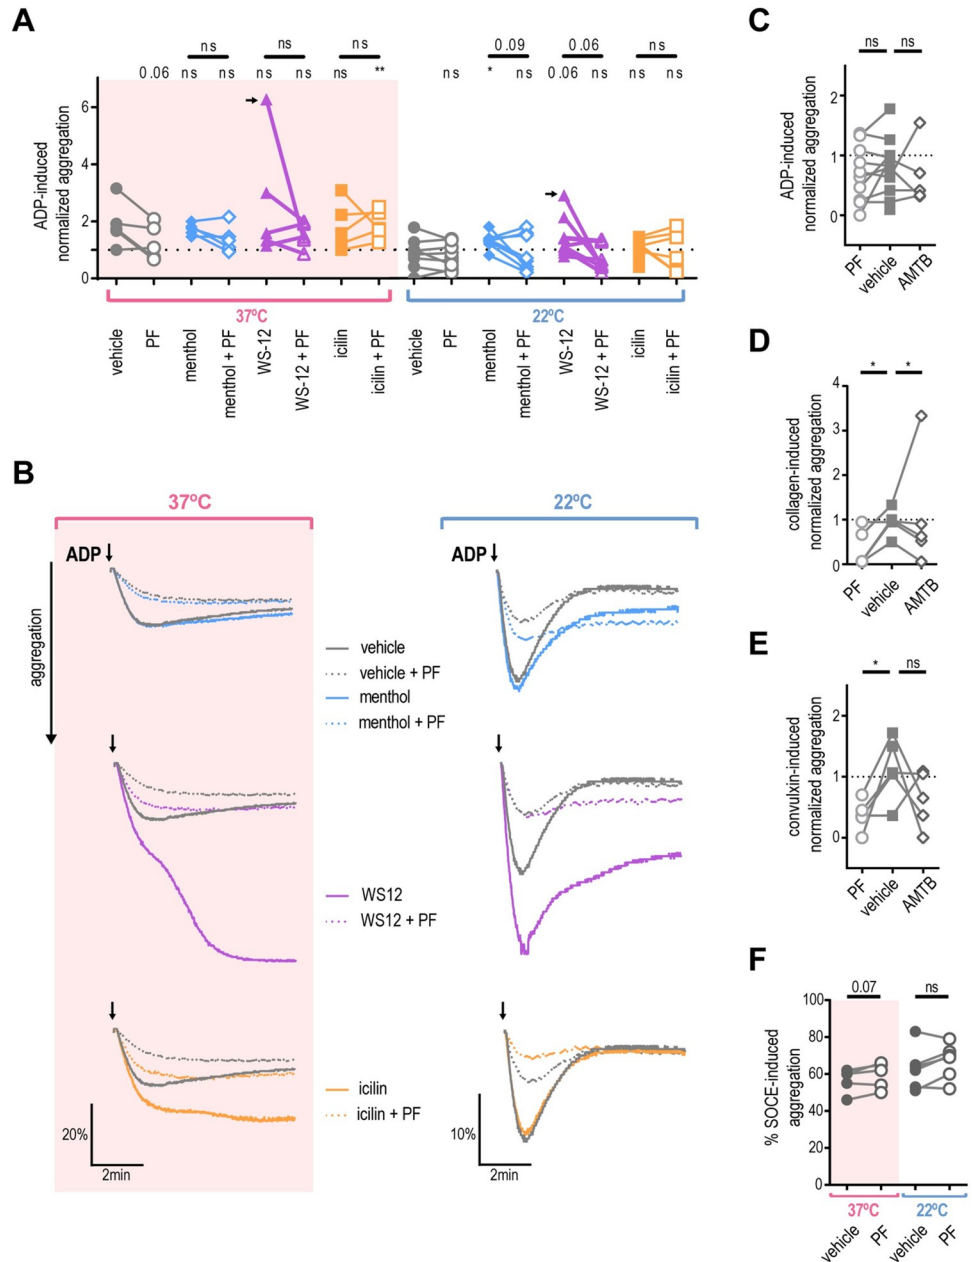 A
ns
ns
ns
0.09
0.06
ns
0.06
ns
ns
ns
ns
ns
**
ns
*
ns
0.06
ns
ns
ns
ADP-induced
normalized aggregation
6
4
2
1
0
37ºC
22ºC
vehicle
PF
menthol
menthol + PF
WS-12
WS-12 + PF
icilin
icilin + PF
vehicle
PF
menthol
menthol + PF
WS-12
WS-12 + PF
icilin
icilin + PF
B
37ºC
22ºC
ADP
ADP
aggregation
vehicle
vehicle + PF
menthol
menthol + PF
WS12
WS12 + PF
icilin
icilin + PF
20%
2min
10%
2min
C
ns
ns
ADP-induced
normalized aggregation
2
1
0
PF
vehicle
AMTB
D
*
*
collagen-induced
normalized aggregation
4
3
2
1
0
PF
vehicle
AMTB
E
*
ns
convulxin-induced
normalized aggregation
2
1
0
PF
vehicle
AMTB
F
0.07
ns
% SOCE-induced
aggregation
100
80
60
40
20
0
37ºC
22ºC
vehicle
PF
vehicle
PF